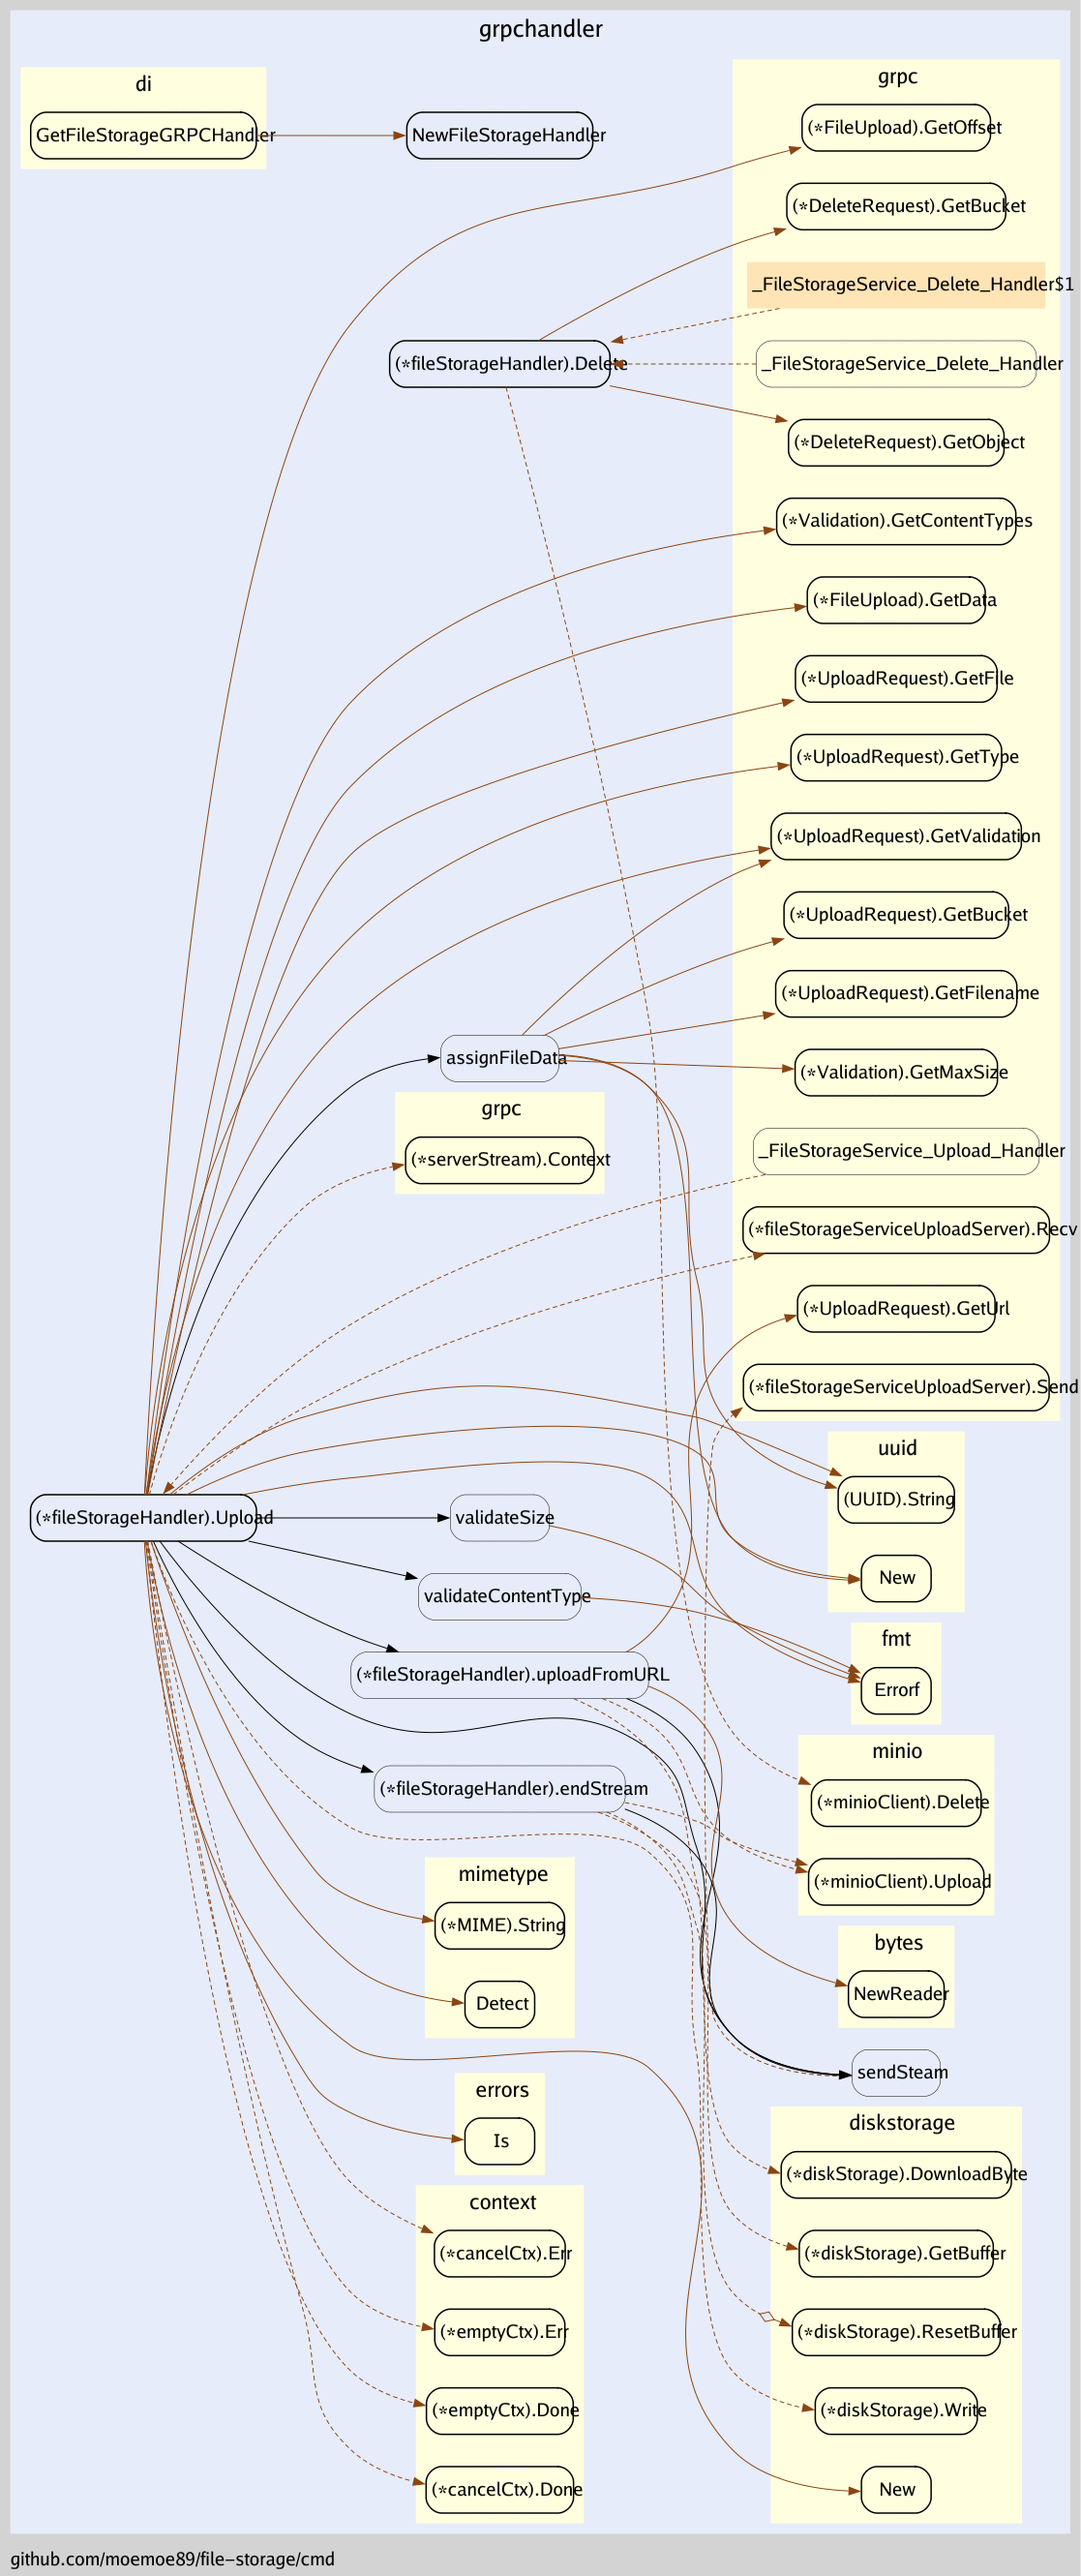 grpchandler
di
GetFileStorageGRPCHandler
NewFileStorageHandler
grpc
(*FileUpload).GetOffset
(*DeleteRequest).GetBucket
_FileStorageService_Delete_Handler$1
(*fileStorageHandler).Delete
_FileStorageService_Delete_Handler
(*DeleteRequest).GetObject
(*Validation).GetContentTypes
(*FileUpload).GetData
(*UploadRequest).GetFile
(*UploadRequest).GetType
(*UploadRequest).GetValidation
(*UploadRequest).GetBucket
(*UploadRequest).GetFilename
assignFileData
(*Validation).GetMaxSize
grpc
(*serverStream).Context
_FileStorageService_Upload_Handler
(*fileStorageServiceUploadServer).Recv
(*UploadRequest).GetUrl
(*fileStorageServiceUploadServer).Send
uuid
(UUID).String
(*fileStorageHandler).Upload
validateSize
New
validateContentType
fmt
Errorf
(*fileStorageHandler).uploadFromURL
minio
(*minioClient).Delete
(*fileStorageHandler).endStream
(*minioClient).Upload
mimetype
(*MIME).String
Detect
bytes
NewReader
sendSteam
errors
Is
diskstorage
(*diskStorage).DownloadByte
context
(*cancelCtx).Err
(*diskStorage).GetBuffer
(*emptyCtx).Err
(*diskStorage).ResetBuffer
(*emptyCtx).Done
(*diskStorage).Write
(*cancelCtx).Done
New
github.com/moemoe89/file-storage/cmd